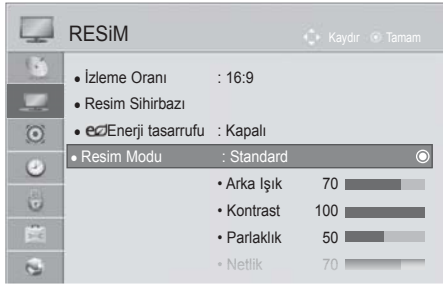 RESiM
Kaydır Tamam
• İzleme Oranı : 16:9
• Resim Sihirbazı
• eco Enerji tasarrufu : Kapalı
• Resim Modu : Standard
• Arka Işık 70
• Kontrast 100
• Parlaklık 50
• Netlik 70